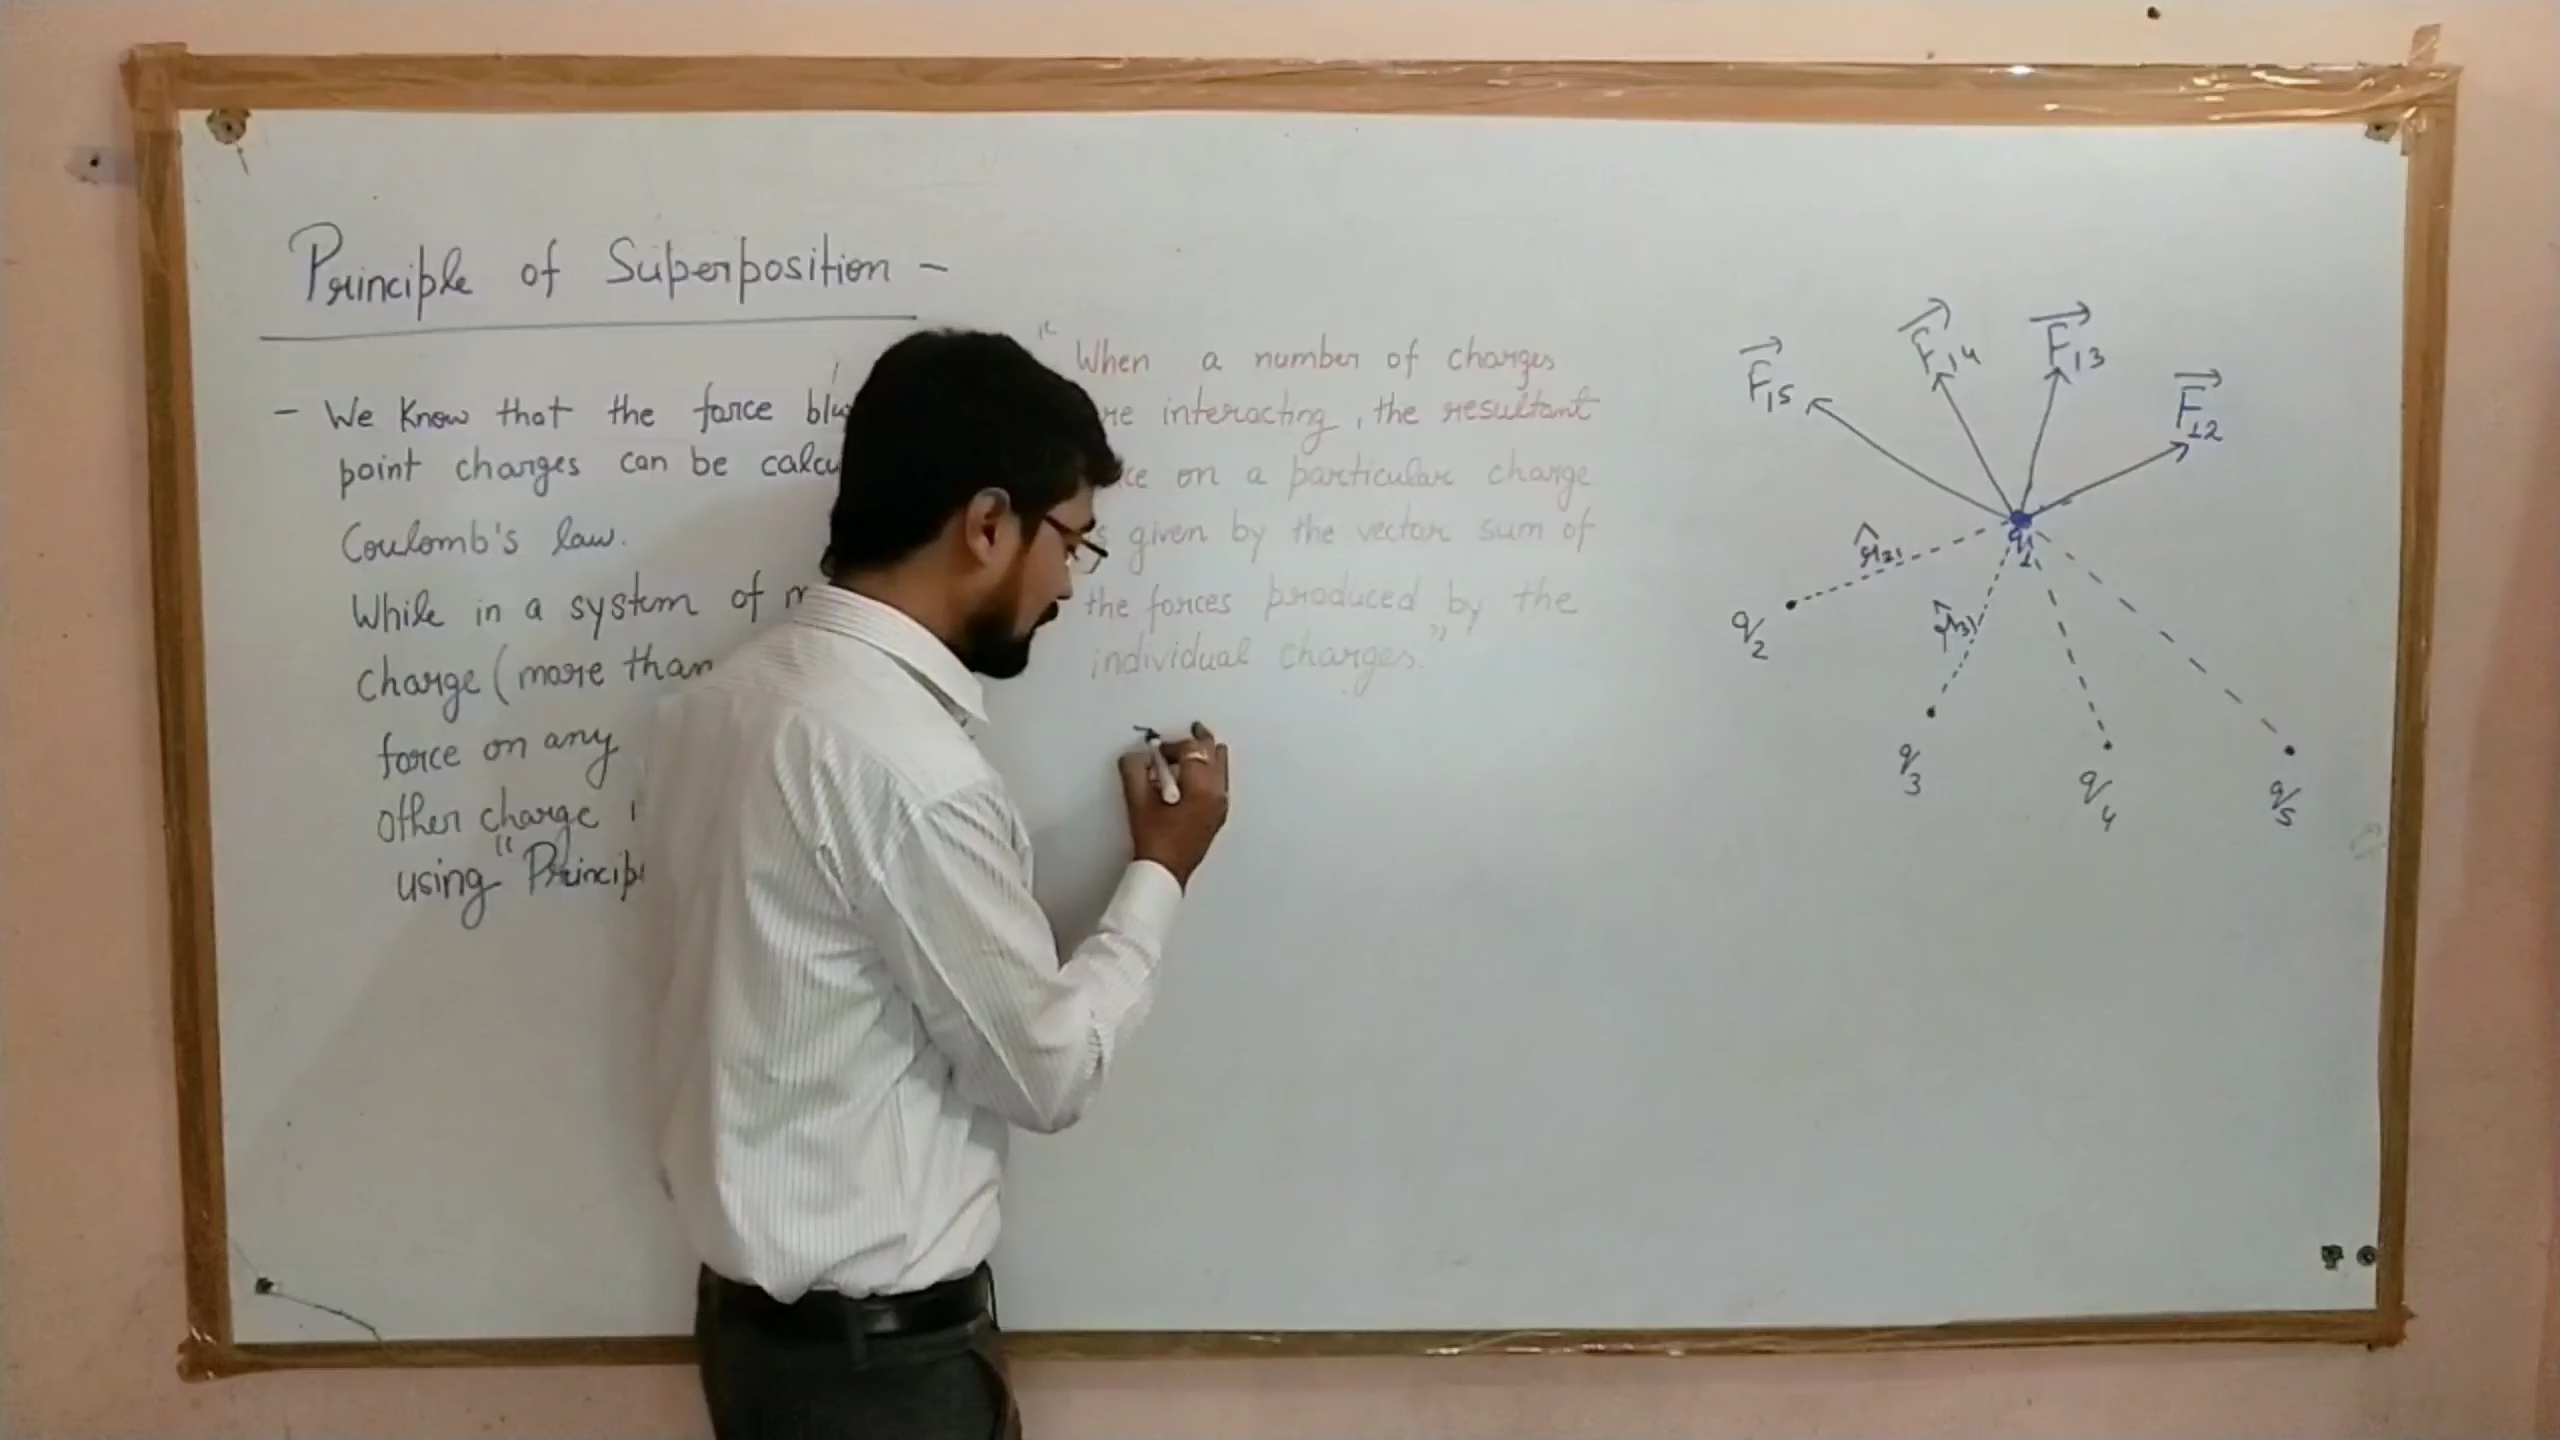 Principle of Superposition -
- We Know that the force
point charges can be
Coulomb's law.
While in a system of
charge (more than
force on any
other charge
using "
" When a number of charges
interacting, the resultant
on a particular charge
given by the vector sum of
the forces produced by the
individual charges."
F15 F14 F13 F12
q1
r̂21
r̂31
q2
q3
q4
q5